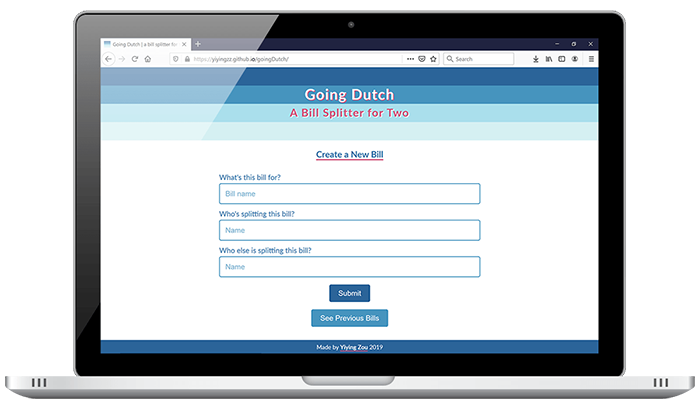 Going Dutch | a bill splitter for
https://yiyingzz.github.io/goingDutch/
Search
Going Dutch
A Bill Splitter for Two
Create a New Bill
What's this bill for?
Bill name
Who's splitting this bill?
Name
Who else is splitting this bill?
Name
Submit
See Previous Bills
Made by Yiying Zou 2019